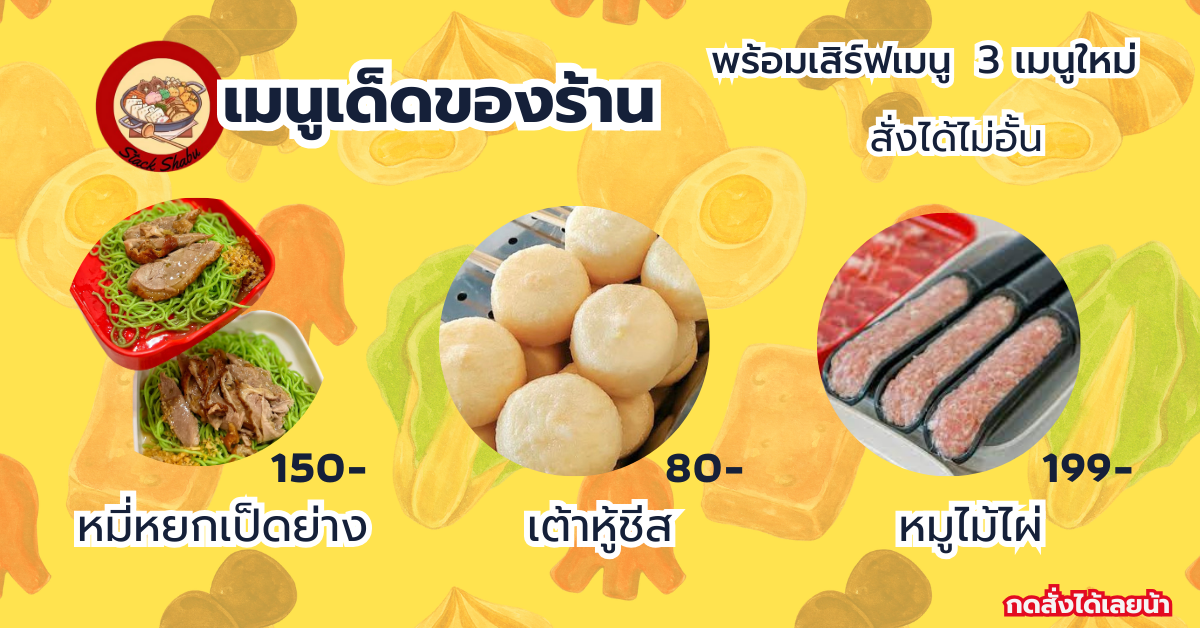 Slack Shabu
เมนูเด็ดของร้าน
พร้อมเสิร์ฟเมนู 3 เมนูใหม่
สั่งได้ไม่อั้น
150-
หมี่หยกเป็ดย่าง
80-
เต้าหู้ชีส
199-
หมูไม้ไผ่
กดสั่งได้เลยน้า